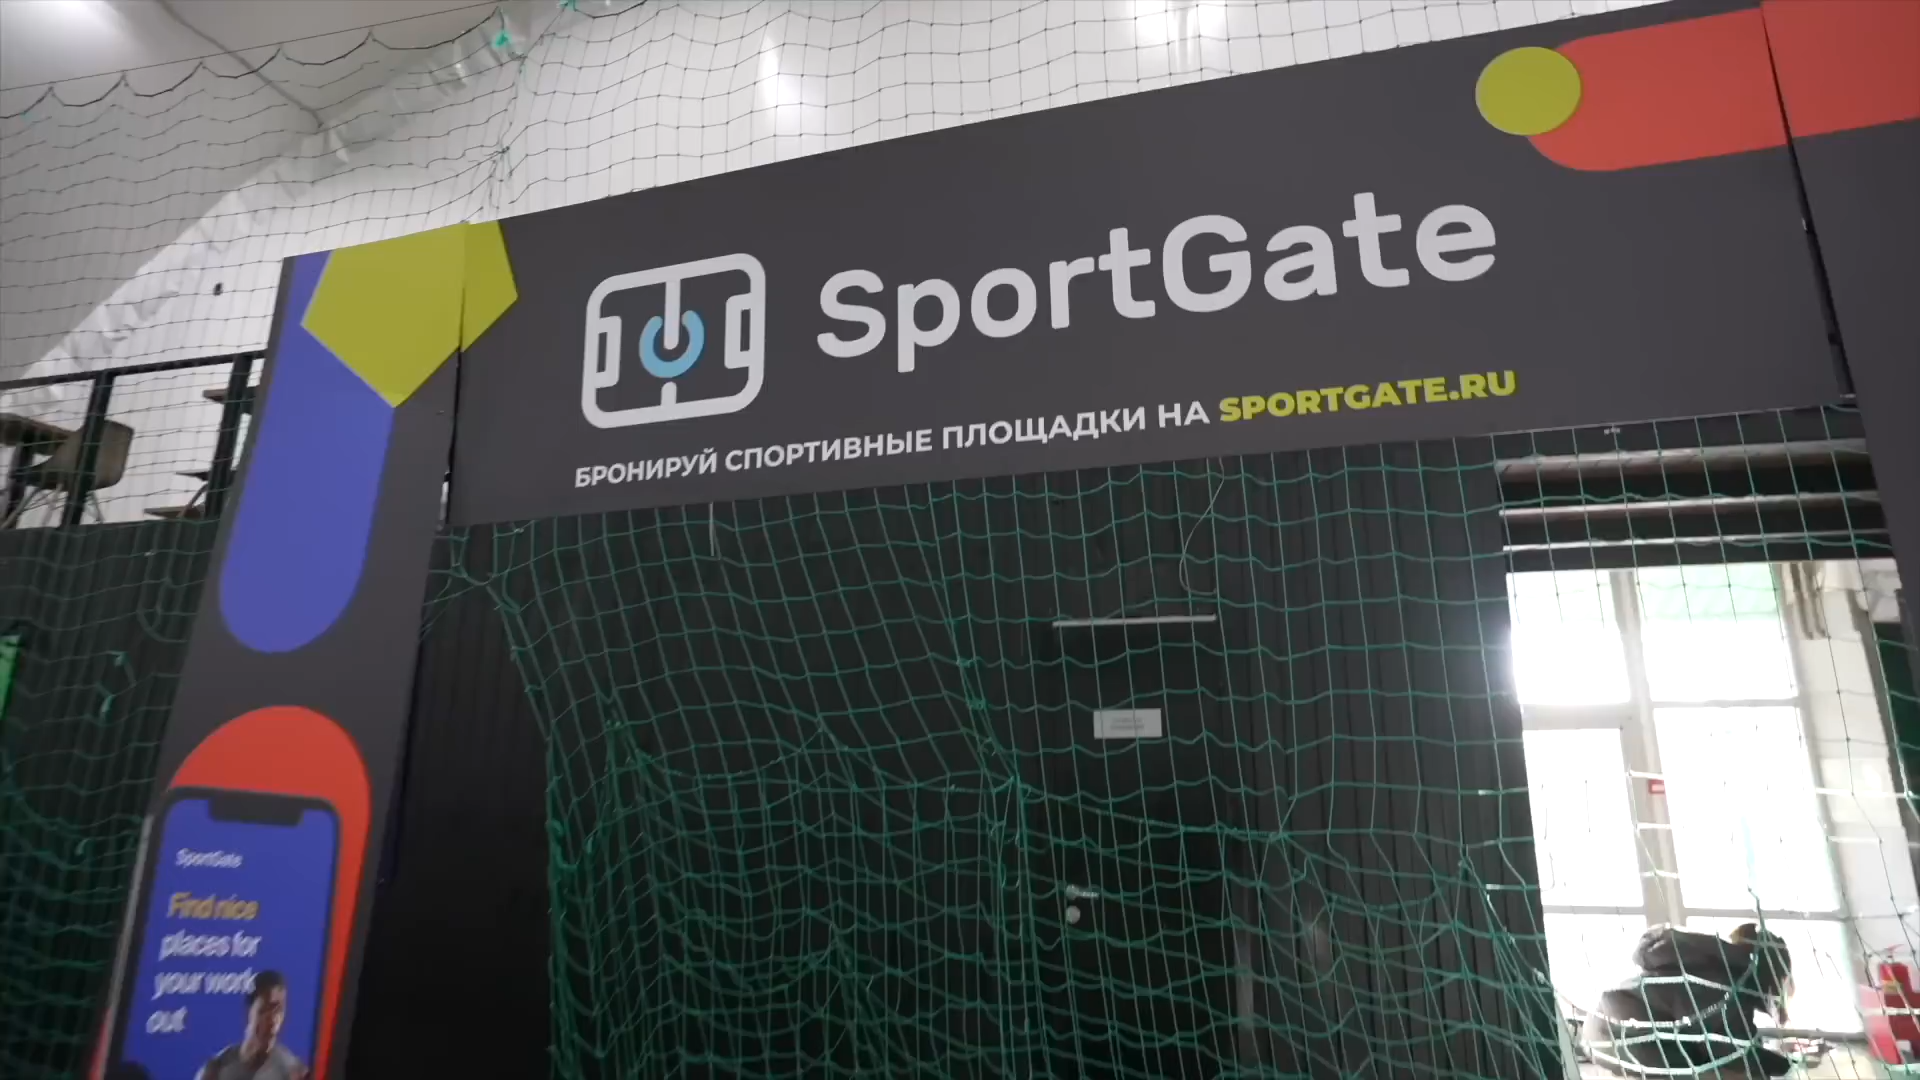 SportGate
БРОНИРУЙ СПОРТИВНЫЕ ПЛОЩАДКИ НА SPORTGATE.RU
SportGate
Find nice
places for
your work
out